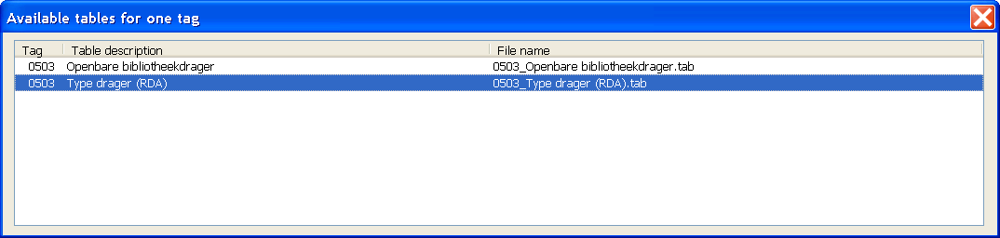 Available tables for one tag
Tag Table description File name
0503 Openbare bibliotheekdrager 0503_Openbare bibliotheekdrager.tab
0503 Type drager (RDA) 0503_Type drager (RDA).tab